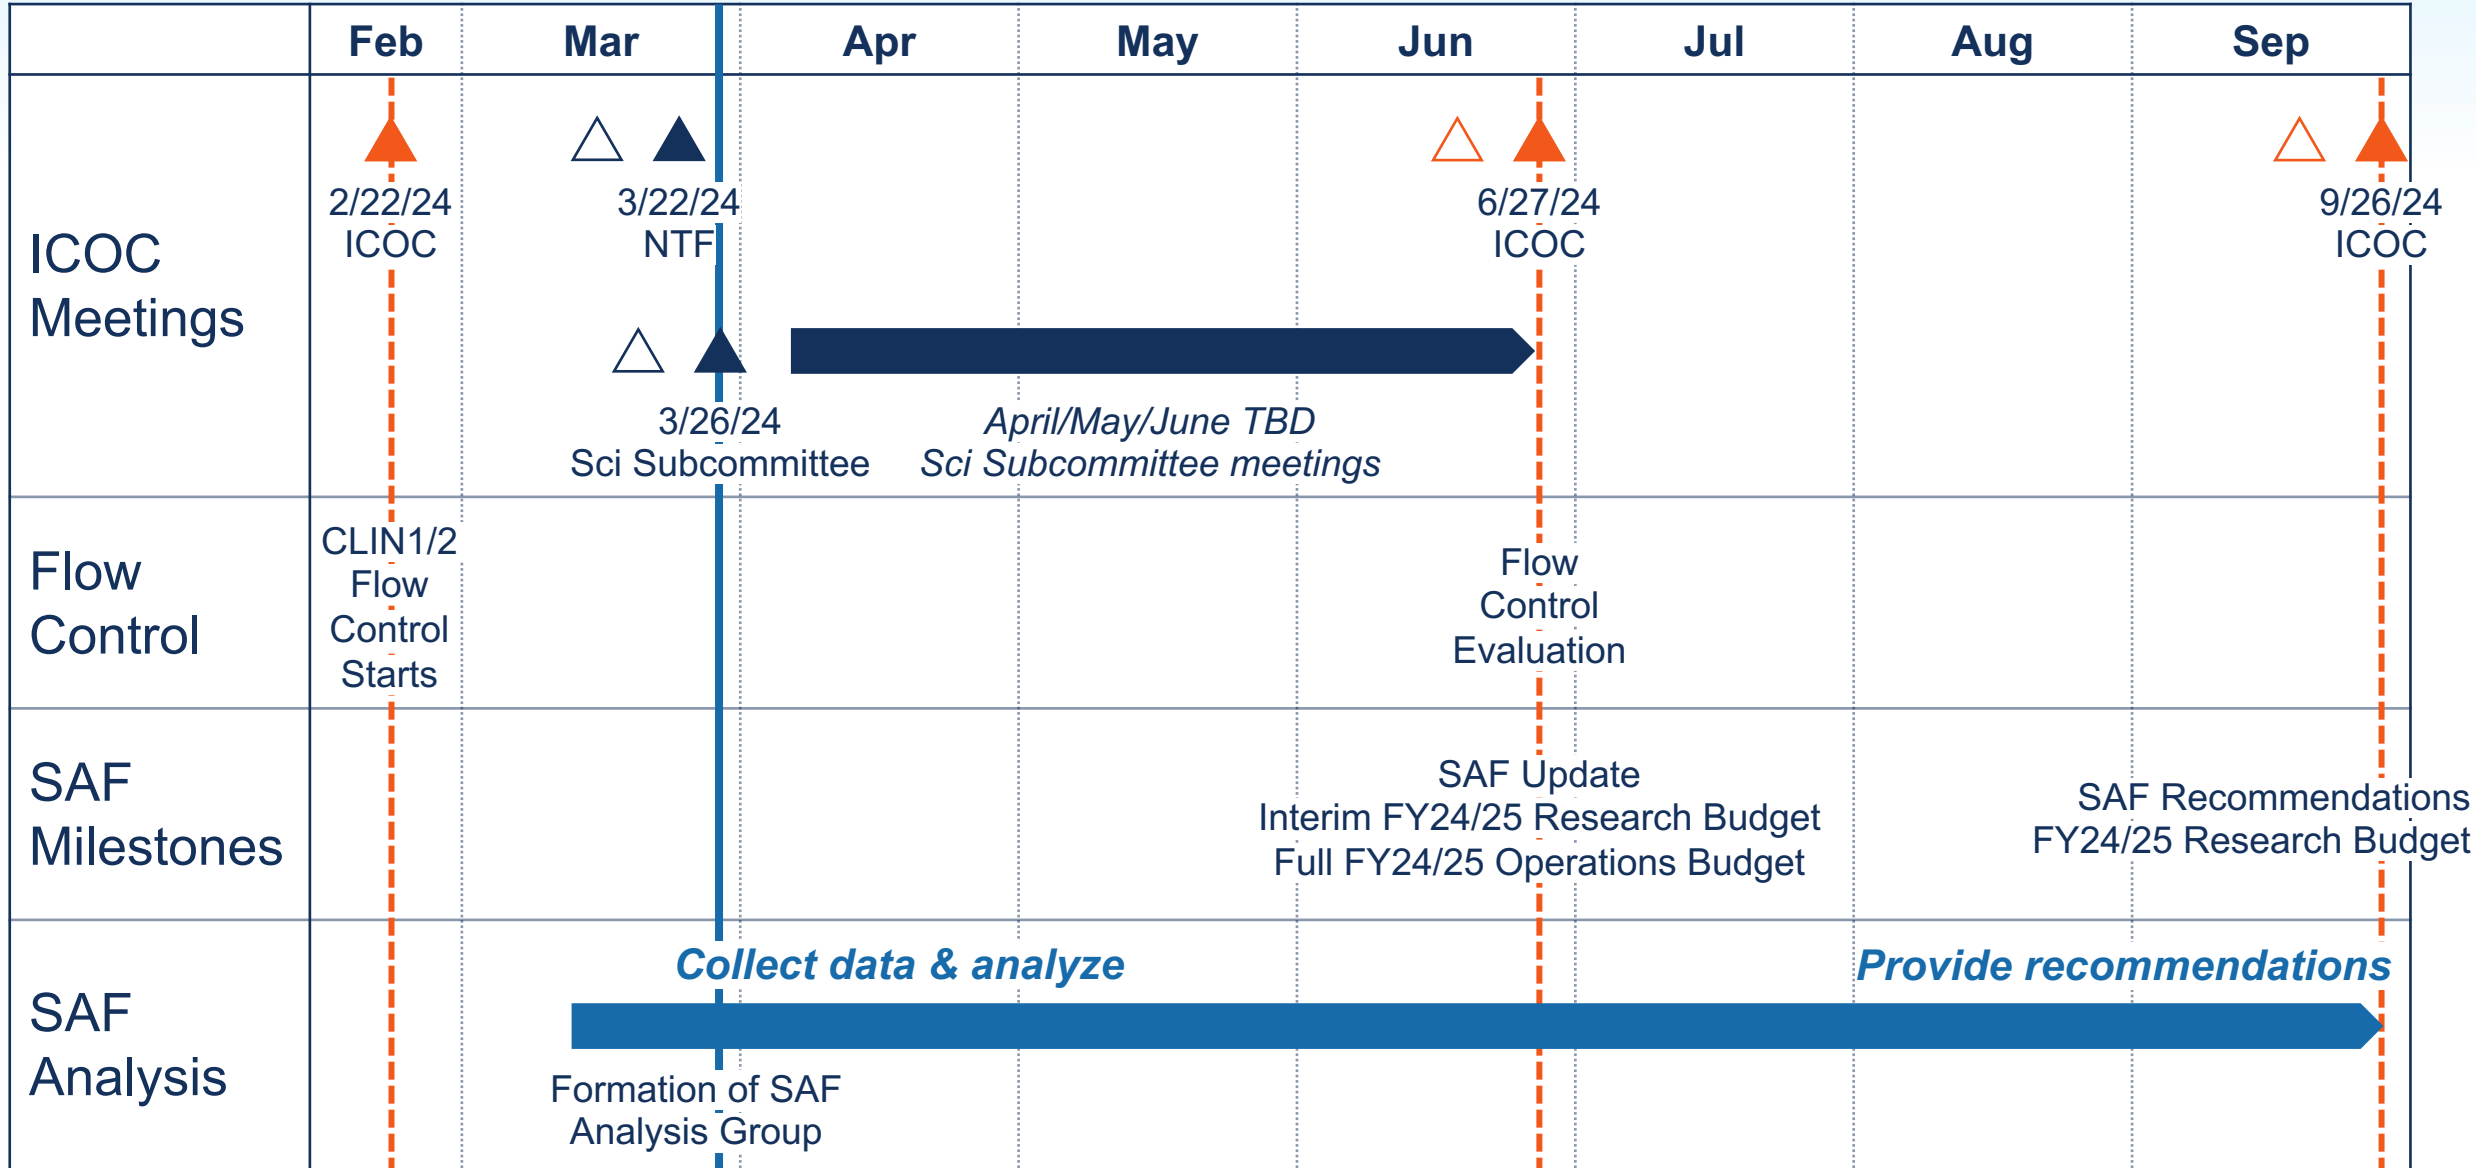 Feb
Mar
Apr
May
Jun
Jul
Aug
Sep
ICOC
Meetings
2/22/24
ICOC
3/22/24
NTF
6/27/24
ICOC
9/26/24
ICOC
3/26/24
Sci Subcommittee
April/May/June TBD
Sci Subcommittee meetings
Flow
Control
CLIN1/2
Flow
Control
Starts
Flow
Control
Evaluation
SAF
Milestones
SAF Update
Interim FY24/25 Research Budget
Full FY24/25 Operations Budget
SAF Recommendations
FY24/25 Research Budget
SAF
Analysis
Collect data & analyze
Provide recommendations
Formation of SAF
Analysis Group